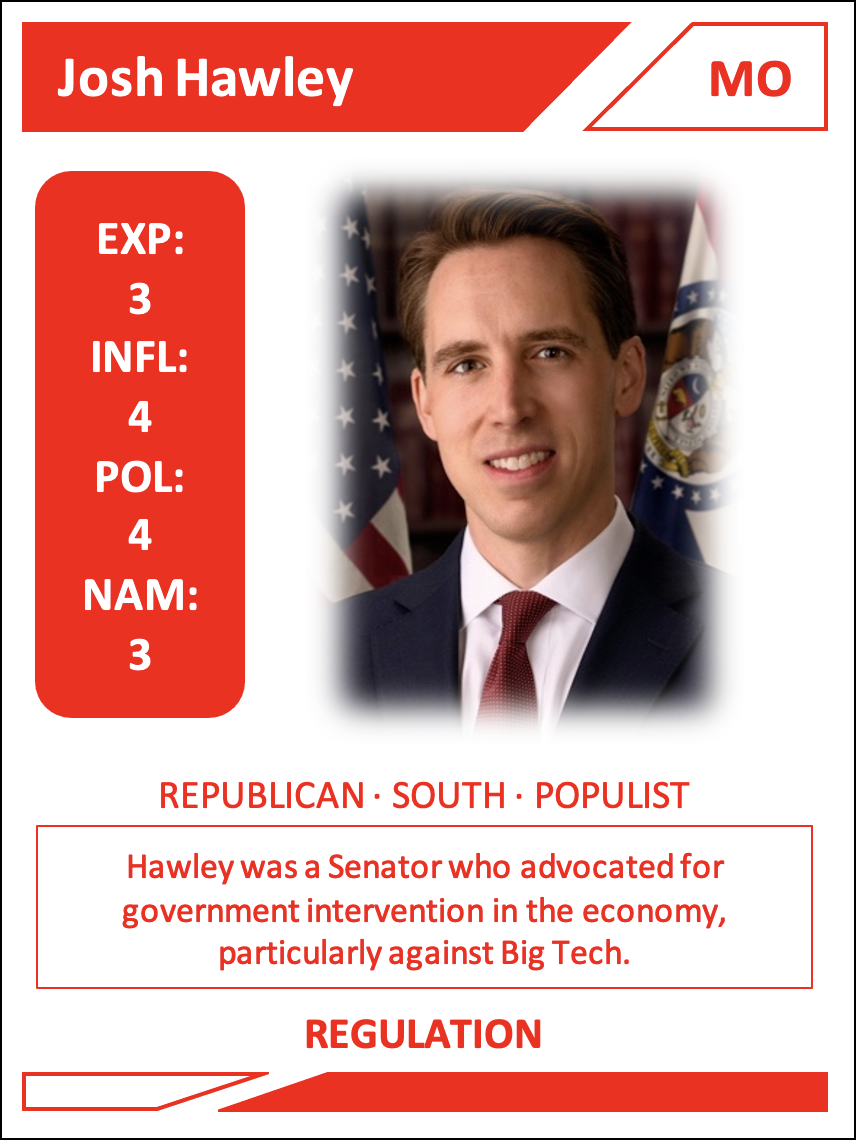 Josh Hawley
MO
EXP:
3
INFL:
4
POL:
4
NAM:
3
REPUBLICAN · SOUTH · POPULIST
Hawley was a Senator who advocated for
government intervention in the economy,
particularly against Big Tech.
REGULATION